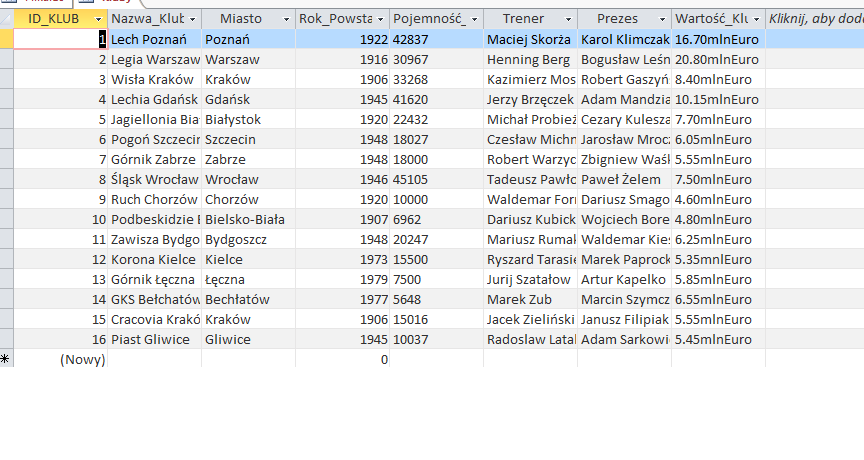 ID_KLUB Nazwa_Klub Miasto Rok_Powsta Pojemność_ Trener Prezes Wartość_Klu Kliknij, aby dodać
1 Lech Poznań Poznań 1922 42837 Maciej Skorża Karol Klimczak 16.70mlnEuro
2 Legia Warszaw Warszaw 1916 30967 Henning Berg Bogusław Leśn 20.80mlnEuro
3 Wisła Kraków Kraków 1906 33268 Kazimierz Mos Robert Gaszyń 8.40mlnEuro
4 Lechia Gdańsk Gdańsk 1945 41620 Jerzy Brzęczek Adam Mandzia 10.15mlnEuro
5 Jagiellonia Bia Białystok 1920 22432 Michał Probież Cezary Kulesza 7.70mlnEuro
6 Pogoń Szczecin Szczecin 1948 18027 Czesław Michn Jarosław Mrocz 6.05mlnEuro
7 Górnik Zabrze Zabrze 1948 18000 Robert Warzyc Zbigniew Waśk 5.55mlnEuro
8 Śląsk Wrocław Wrocław 1946 45105 Tadeusz Pawło Paweł Żelem 7.50mlnEuro
9 Ruch Chorzów Chorzów 1920 10000 Waldemar Forn Dariusz Smago 4.60mlnEuro
10 Podbeskidzie B Bielsko-Biała 1907 6962 Dariusz Kubick Wojciech Bore 4.80mlnEuro
11 Zawisza Bydgo Bydgoszcz 1948 20247 Mariusz Rumak Waldemar Kies 6.25mlnEuro
12 Korona Kielce Kielce 1973 15500 Ryszard Tarasie Marek Paprock 5.35mnlEuro
13 Górnik Łęczna Łęczna 1979 7500 Jurij Szatałow Artur Kapelko 5.85mlnEuro
14 GKS Bełchatów Bechłatów 1977 5648 Marek Zub Marcin Szymcz 6.55mlnEuro
15 Cracovia Krakó Kraków 1906 15016 Jacek Zieliński Janusz Filipiak 5.55mlnEuro
16 Piast Gliwice Gliwice 1945 10037 Radoslaw Latal Adam Sarkowi 5.45mlnEuro
(Nowy) 0